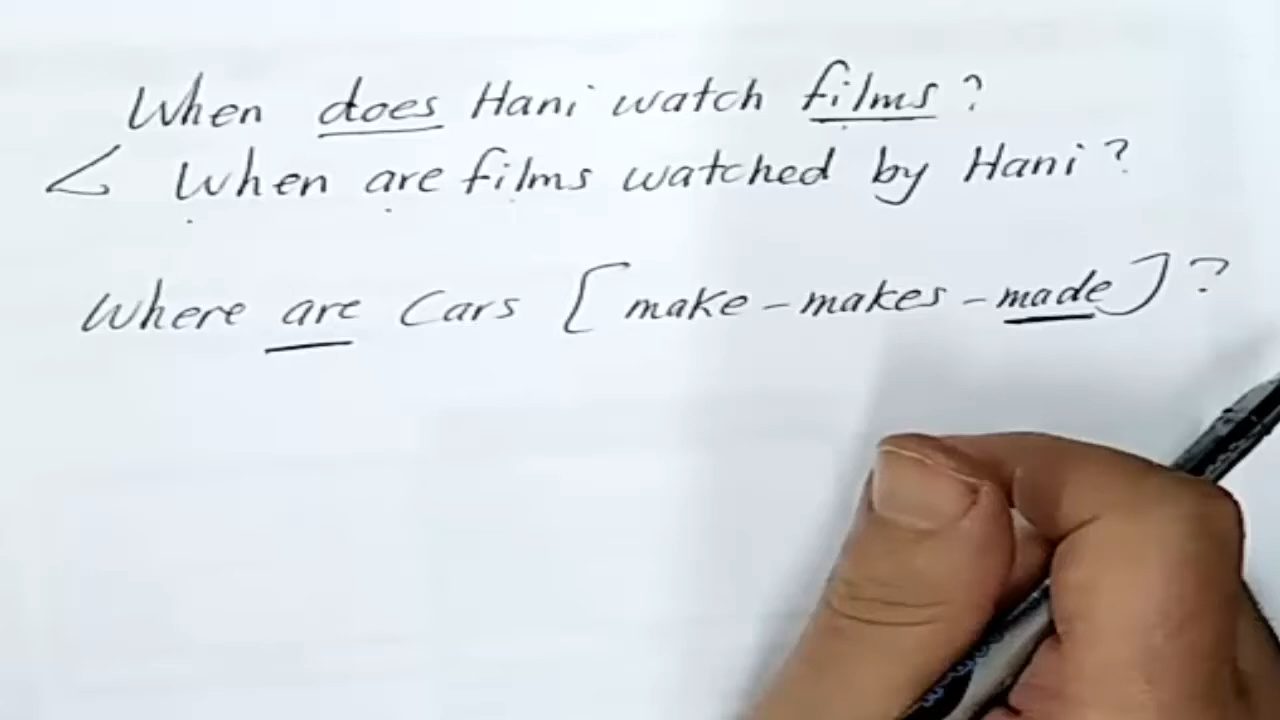 When does Hani watch films?
< When are films watched by Hani?
Where are Cars [make-makes-made]?